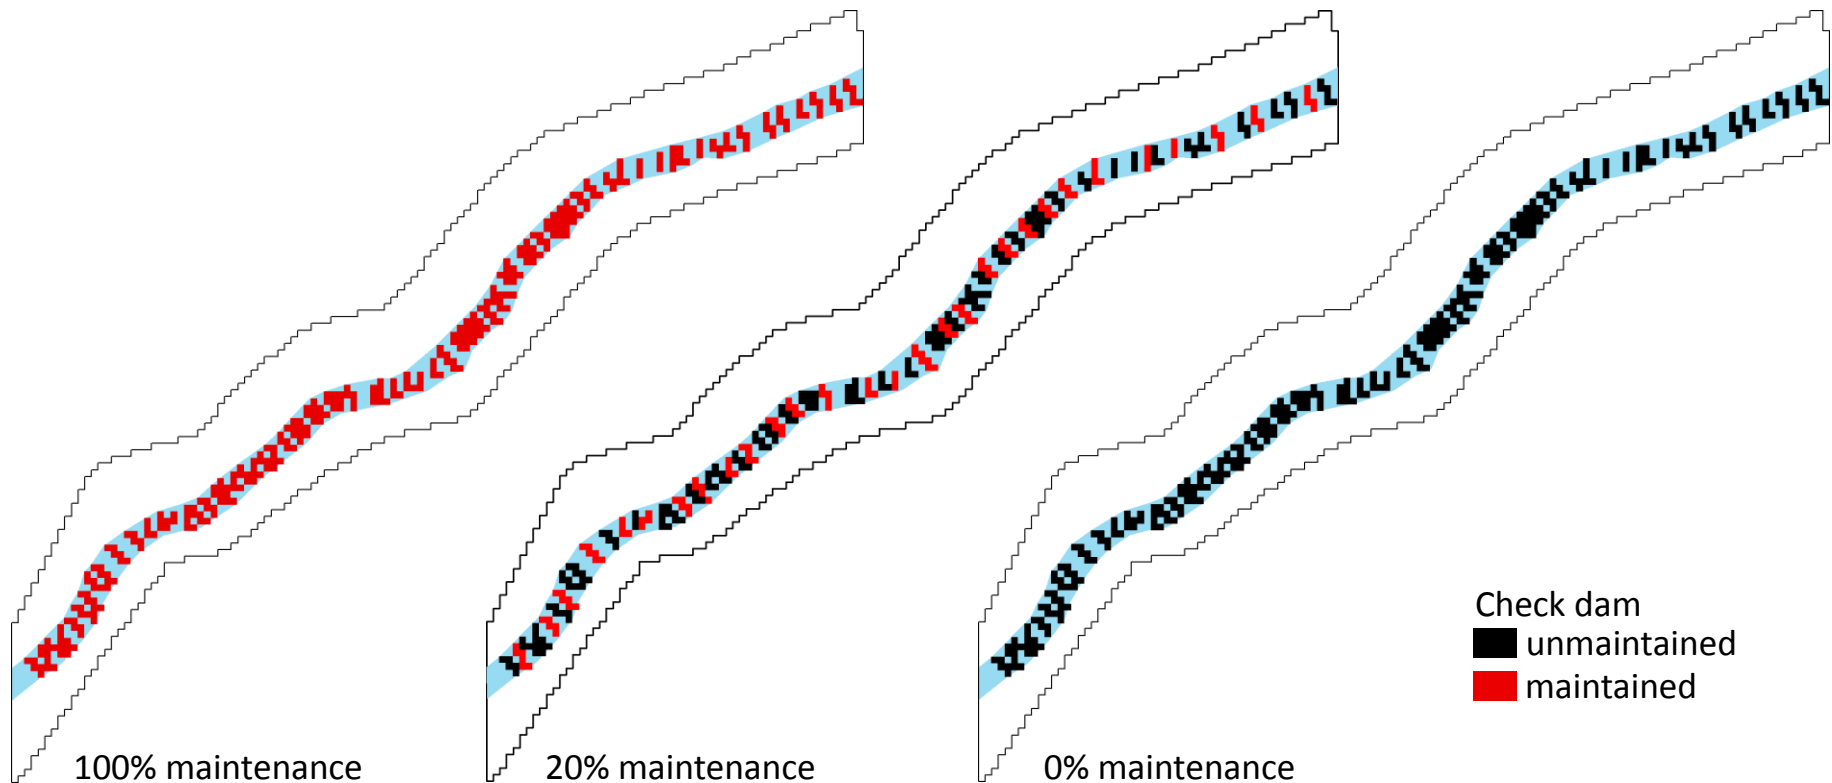 Check dam
unmaintained
maintained
100% maintenance
20% maintenance
0% maintenance